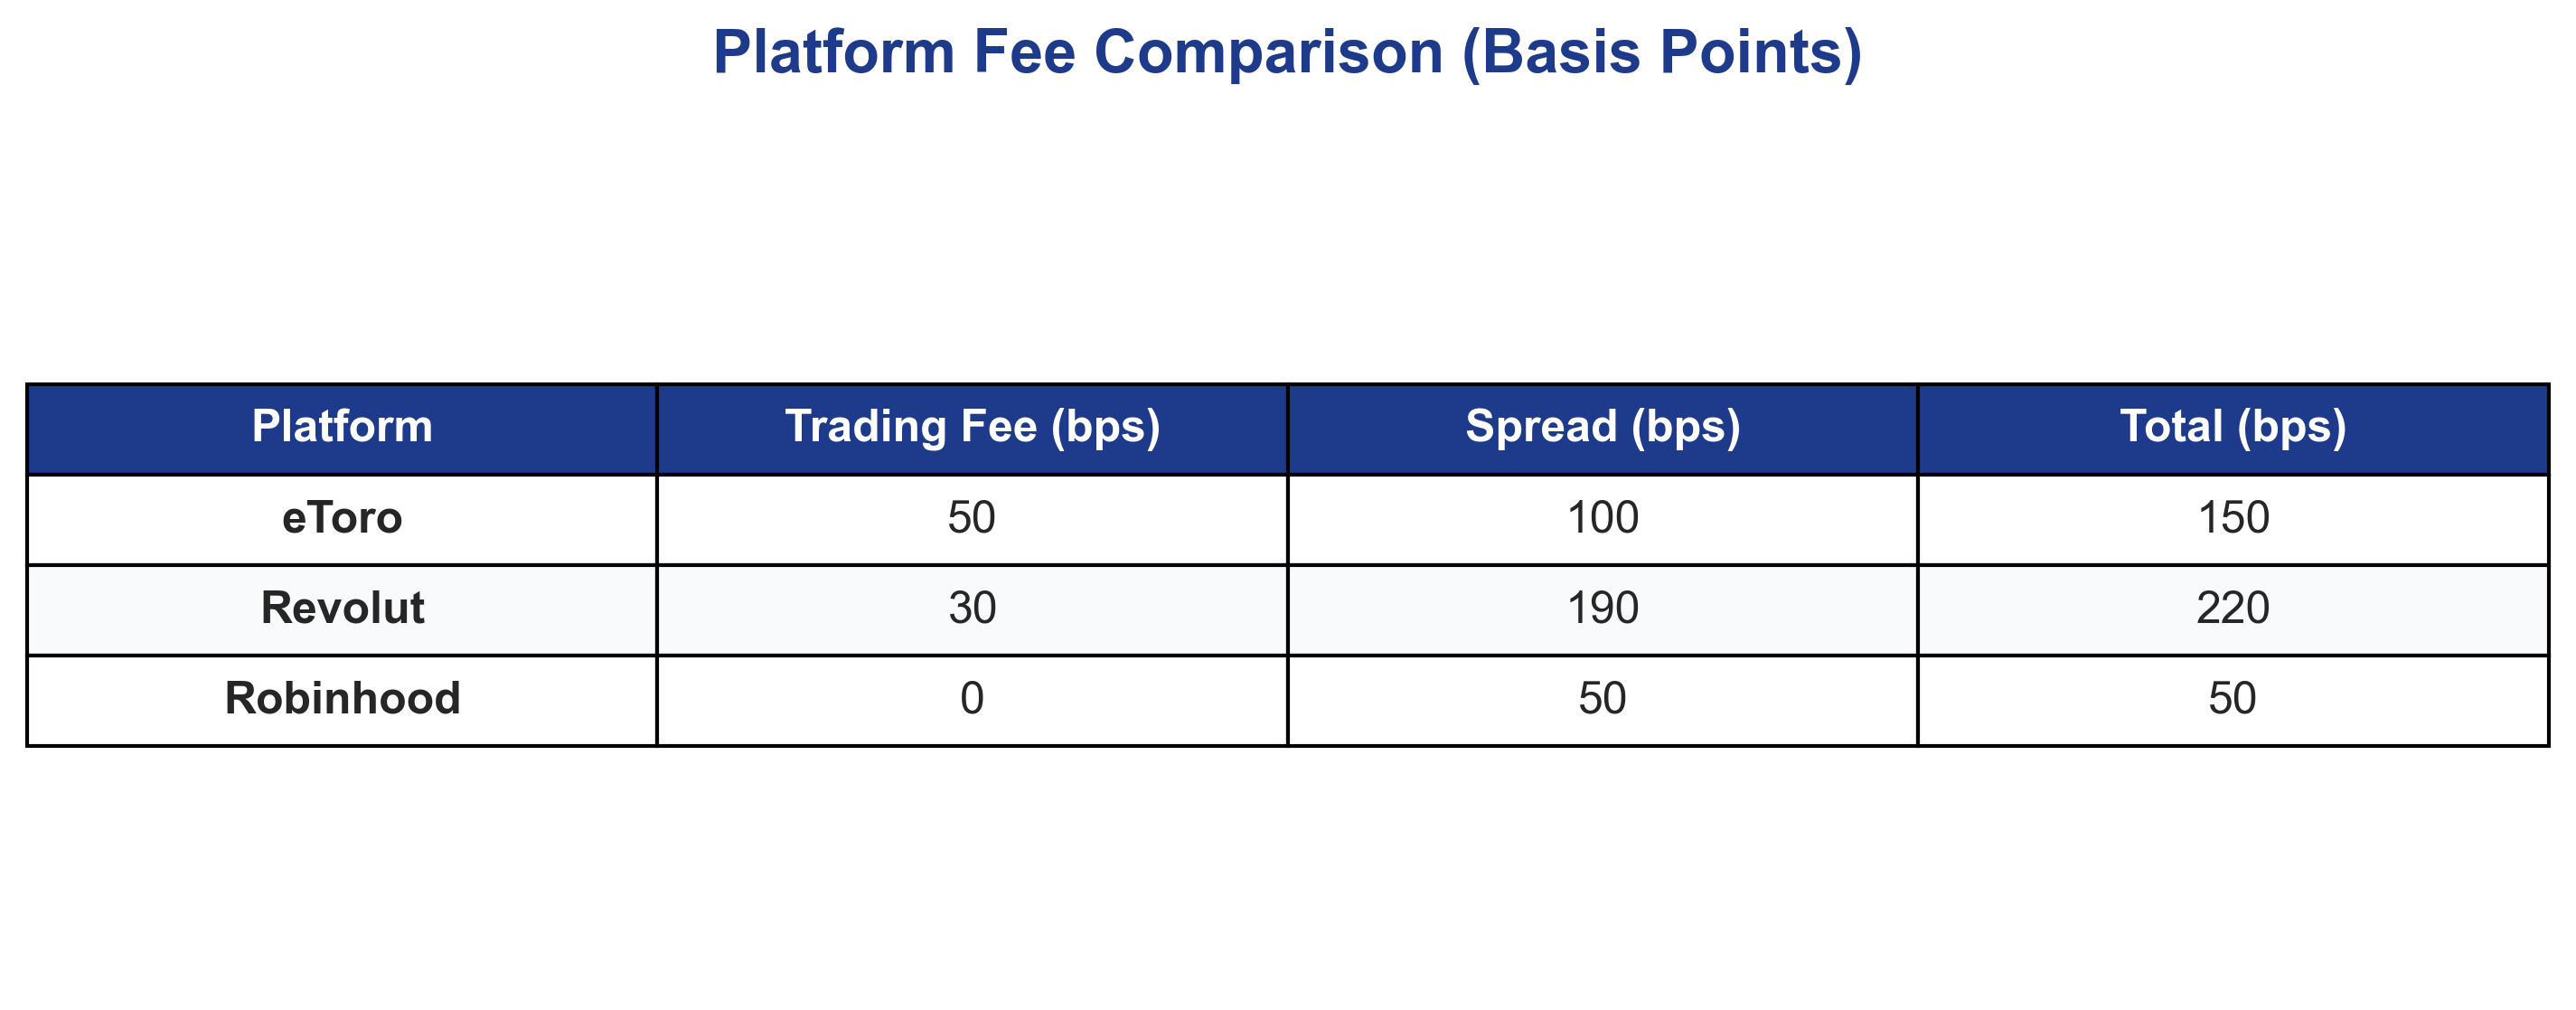 Platform Fee Comparison (Basis Points)
Platform Trading Fee (bps) Spread (bps) Total (bps)
eToro 50 100 150
Revolut 30 190 220
Robinhood 0 50 50